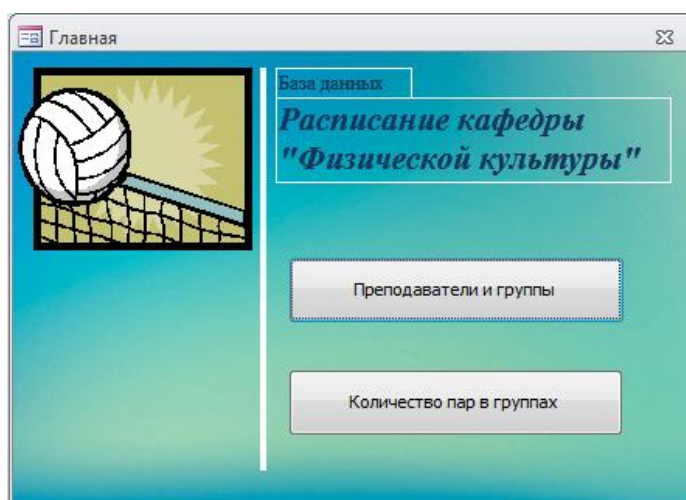 Главная
База данных
Расписание кафедры
"Физической культуры"
Преподаватели и группы
Количество пар в группах